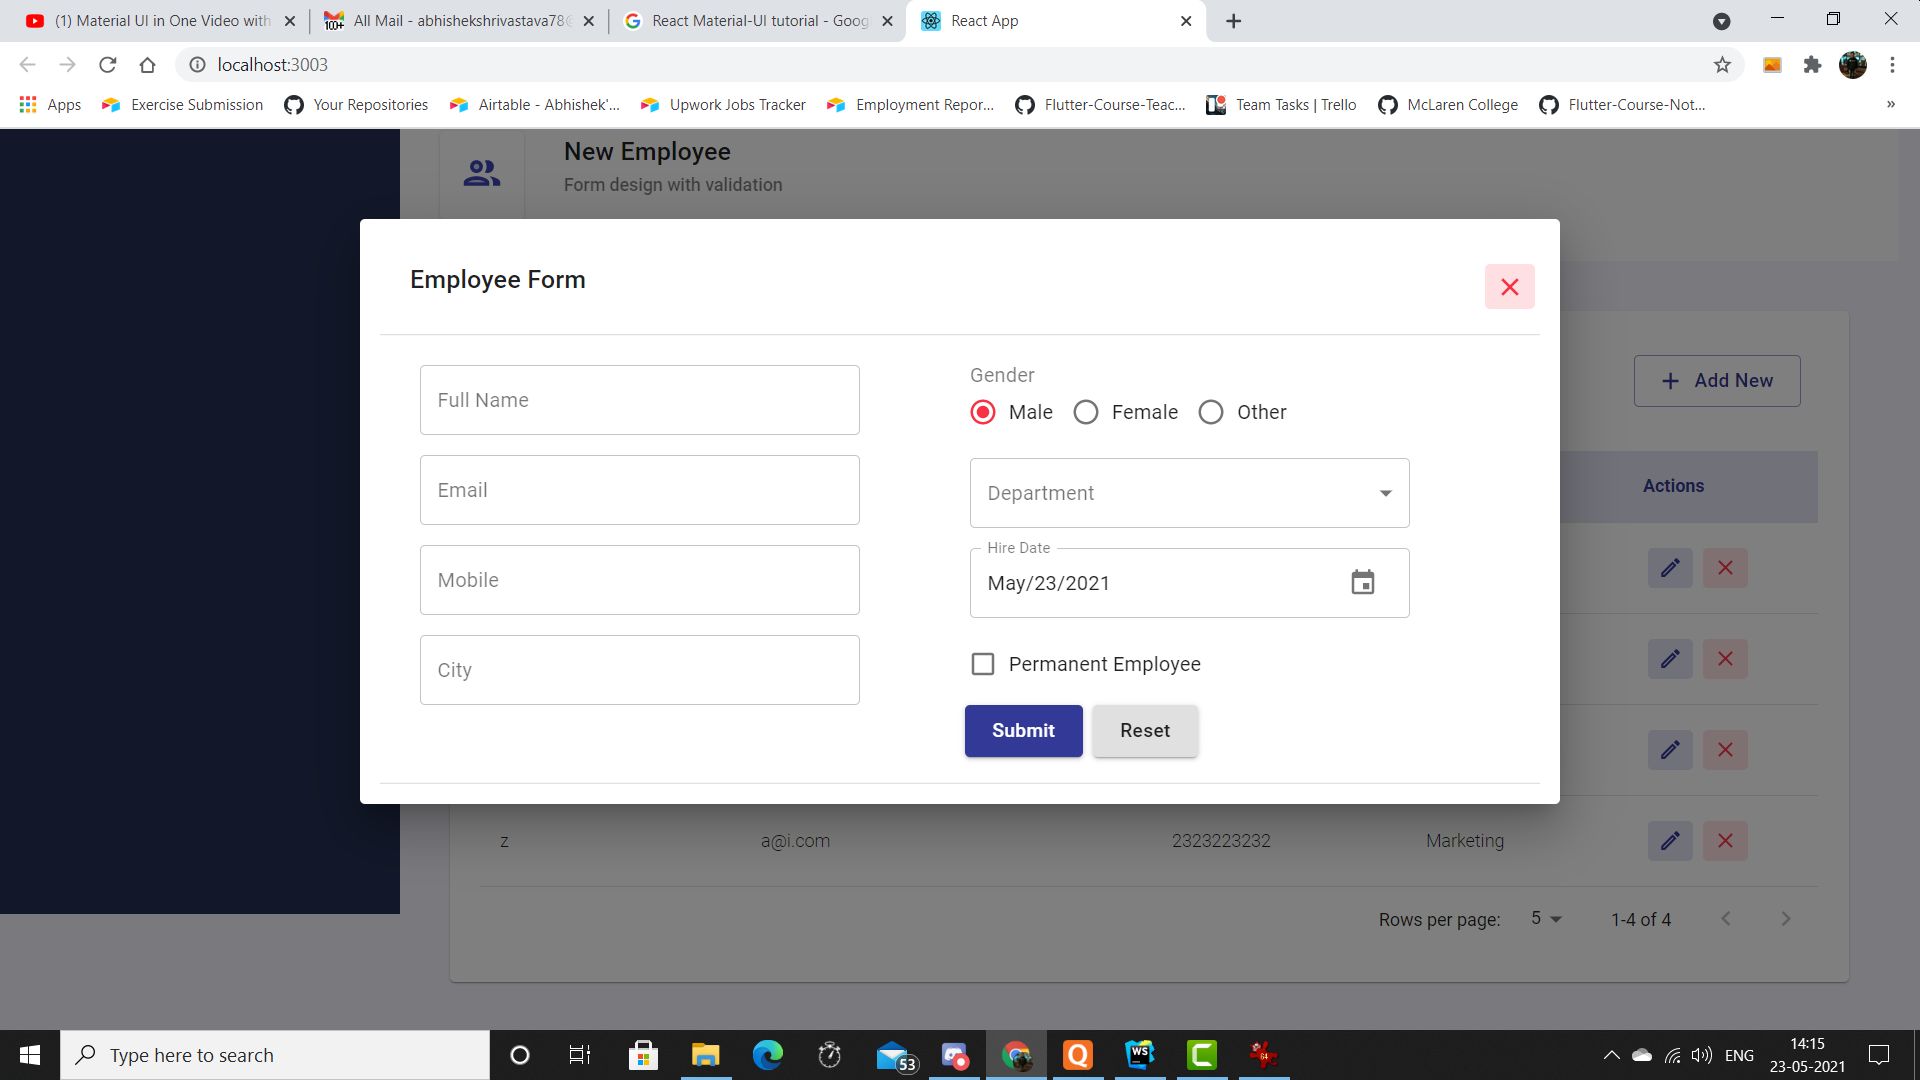 (1) Material UI in One Video with
All Mail - abhishekshrivastava78@
React Material-UI tutorial - Goog
React App
localhost:3003
Apps
Exercise Submission
Your Repositories
Airtable - Abhishek'...
Upwork Jobs Tracker
Employment Repor...
Flutter-Course-Teac...
Team Tasks | Trello
McLaren College
Flutter-Course-Not...
»
New Employee
Form design with validation
Employee Form
Full Name
Email
Mobile
City
Gender
Male
Female
Other
Department
Hire Date
May/23/2021
Permanent Employee
Submit
Reset
Add New
Actions
z
a@i.com
2323223232
Marketing
Rows per page:
5
1-4 of 4
Type here to search
53
WS
64
ENG
14:15
23-05-2021